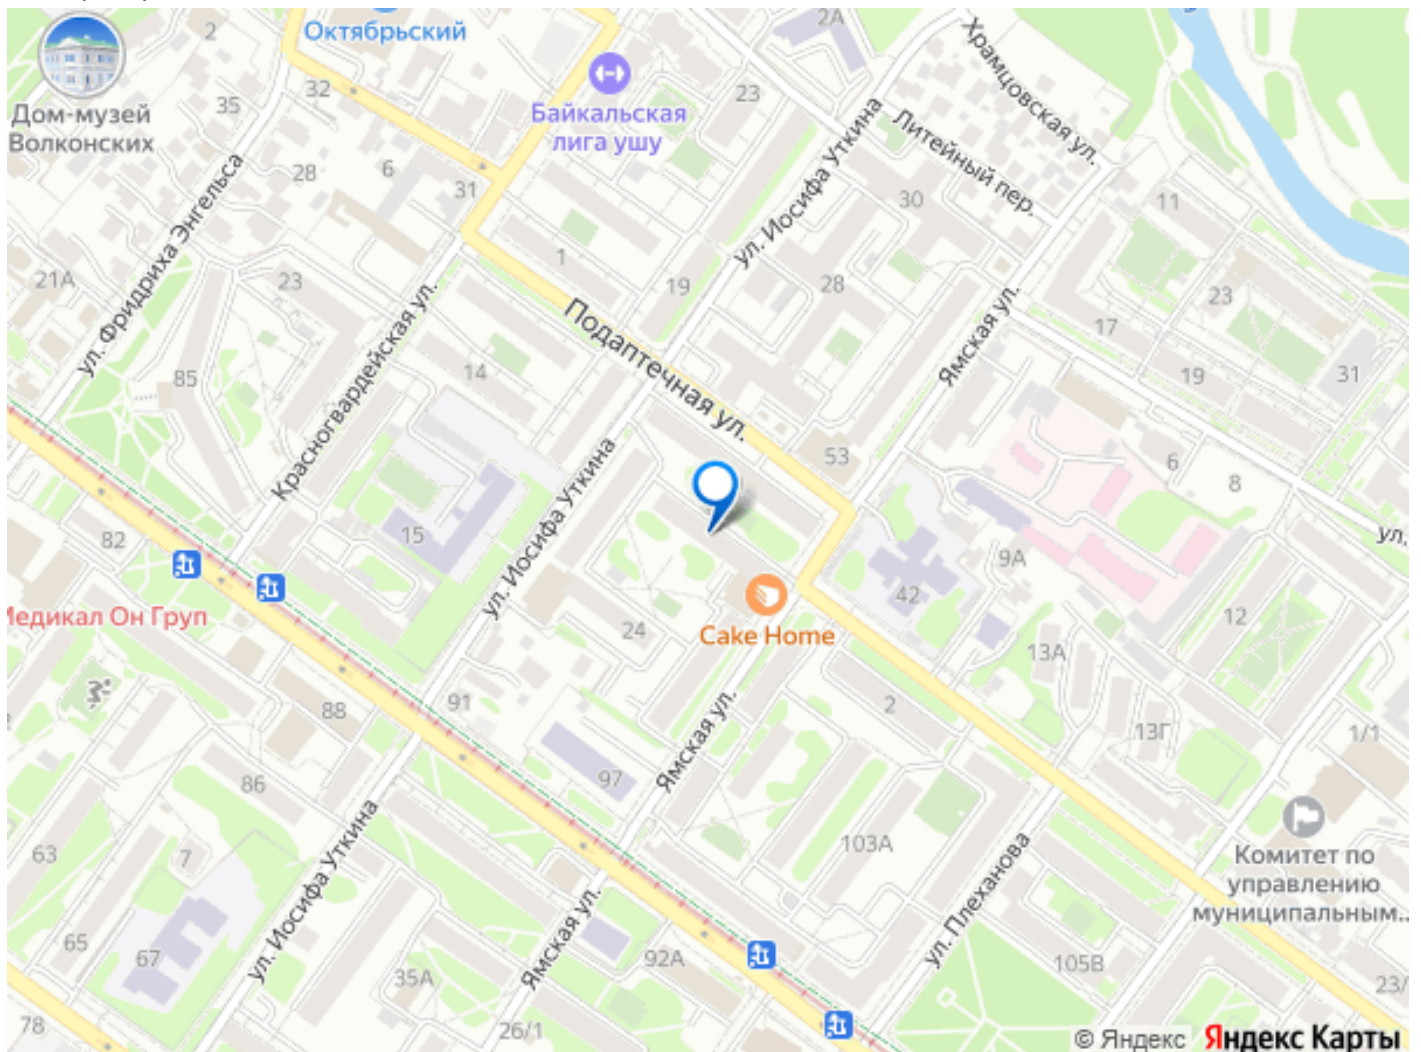 Октябрьский
2А
2
Храмцовская ул.
Дом-музей
Волконских
35
32
Байкальская
лига ушу
23
Литейный пер.
ул. Иосифа Уткина
28
6
31
30
11
ул. Фридриха Энгельса
21А
23
1
19
28
23
Красногвардейская ул.
Подаптечная ул.
Ямская ул.
17
85
14
19
31
53
6
8
ул. Иосифа Уткина
82
15
9А
ул.
42
Медикал Он Груп
24
Cake Home
12
13А
88
91
2
13Г
1/1
Ямская ул.
86
97
63
7
103А
ул. Плеханова
Комитет по
управлению
муниципальным...
ул. Иосифа Уткина
Ямская ул.
65
67
35А
92А
105В
23/
78
26/1
© Яндекс Яндекс Карты